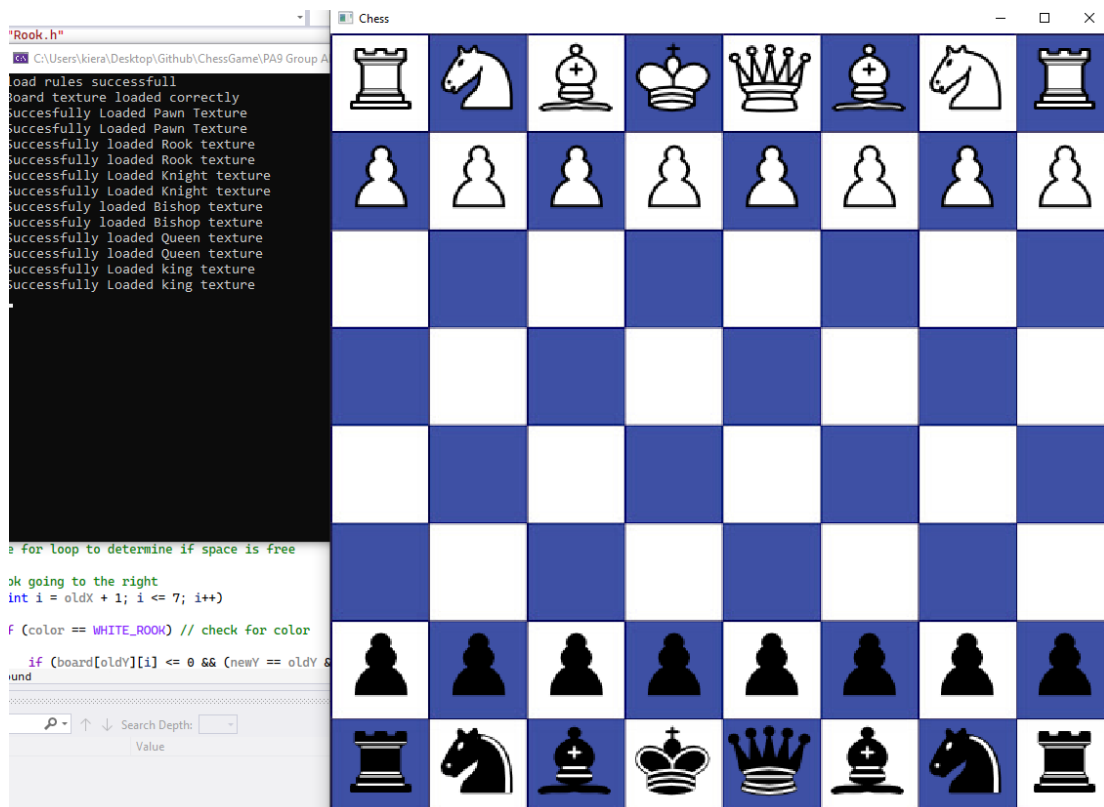 "Rook.h"
C:\Users\kiera\Desktop\Github\ChessGame\PA9 Group A
load rules successfull
Board texture loaded correctly
Succesfully Loaded Pawn Texture
Succesfully Loaded Pawn Texture
Successfully loaded Rook texture
Successfully loaded Rook texture
Successfully Loaded Knight texture
Successfully Loaded Knight texture
Successfuly loaded Bishop texture
Successfuly loaded Bishop texture
Successfully loaded Queen texture
Successfully loaded Queen texture
Successfully Loaded king texture
Successfully Loaded king texture
e for loop to determine if space is free
ok going to the right
int i = oldX + 1; i <= 7; i++)
f (color == WHITE_ROOK) // check for color
if (board[oldY][i] <= 0 && (newY == oldY &
ound
Search Depth:
Value
Chess